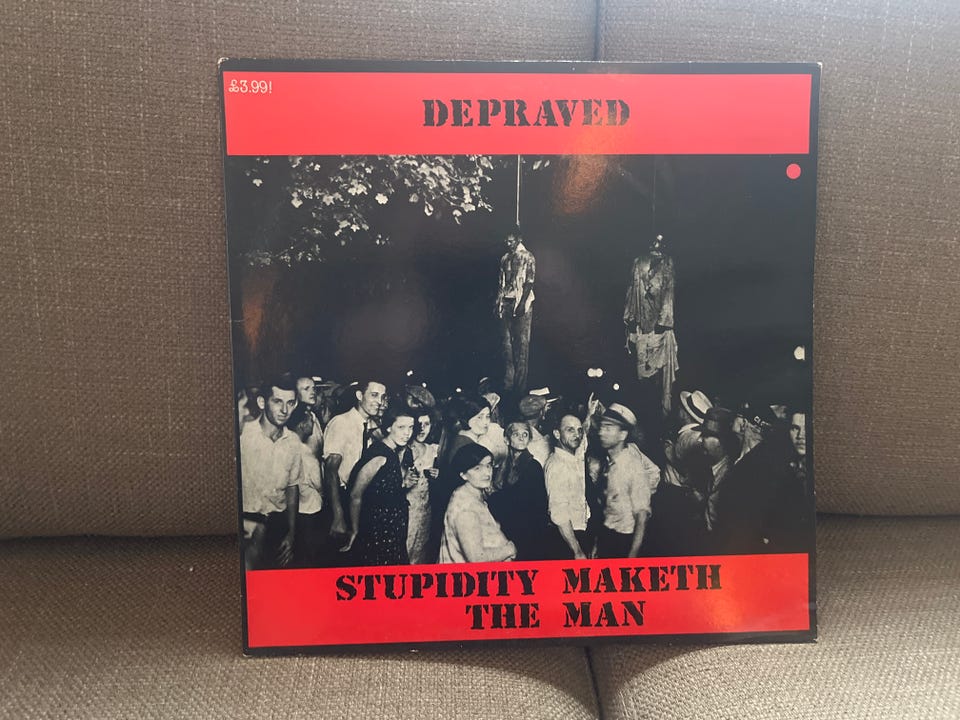 £3.99!
DEPRAVED
STUPIDITY MAKETH
THE MAN